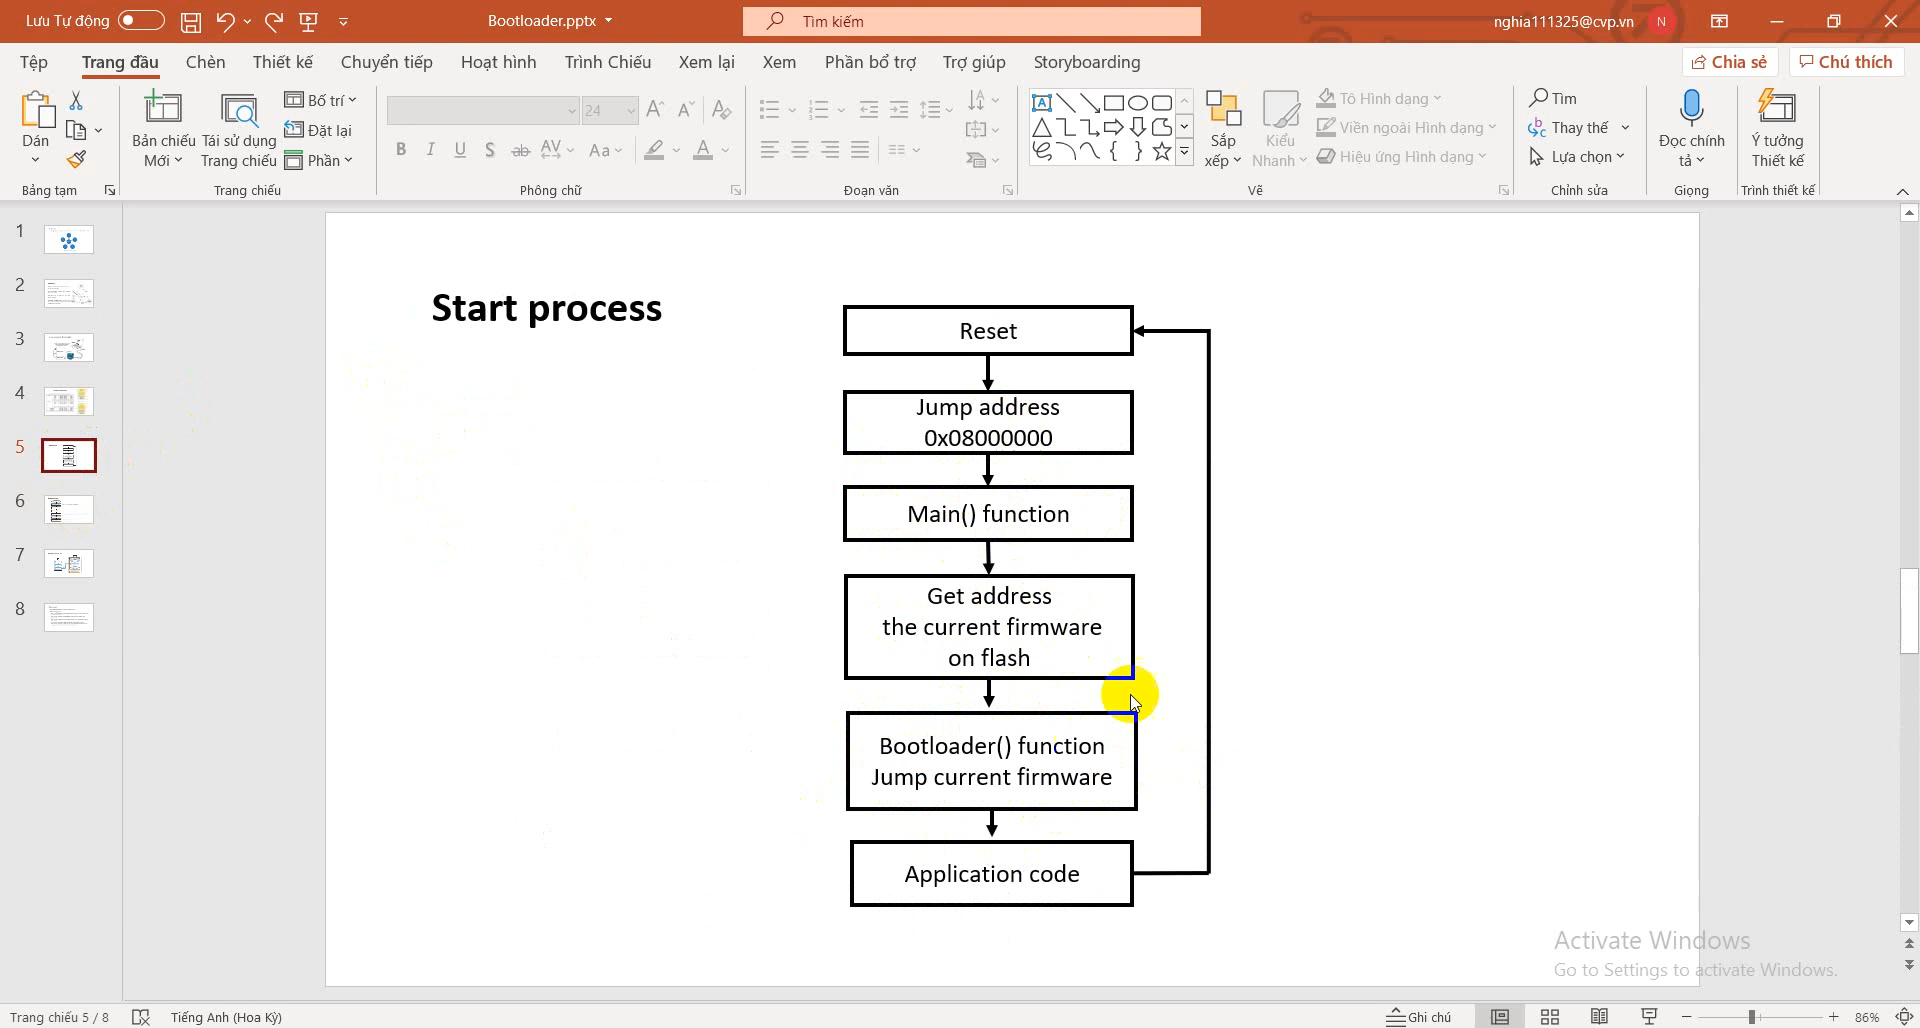 Lưu Tự động
Bootloader.pptx
Tìm kiếm
nghia111325@cvp.vn
N
Tệp
Trang đầu
Chèn
Thiết kế
Chuyển tiếp
Hoạt hình
Trình Chiếu
Xem lại
Xem
Phần bổ trợ
Trợ giúp
Storyboarding
Chia sẻ
Chú thích
Dán
Bảng tạm
Bản chiếu
Mới
Tái sử dụng
Trang chiếu
Bố trí
Đặt lại
Phần
Trang chiếu
24
B
I
U
S
ab
AV
Aa
A
Phông chữ
Đoạn văn
Sắp
xếp
Kiểu
Nhanh
Tô Hình dạng
Viền ngoài Hình dạng
Hiệu ứng Hình dạng
Vẽ
Tìm
Thay thế
Lựa chọn
Chỉnh sửa
Đọc chính
tả
Giọng
Ý tưởng
Thiết kế
Trình thiết kế
1
2
3
4
5
6
7
8
Start process
Reset
Jump address
0x08000000
Main() function
Get address
the current firmware
on flash
Bootloader() function
Jump current firmware
Application code
Activate Windows
Go to Settings to activate Windows.
Trang chiếu 5 / 8
Tiếng Anh (Hoa Kỳ)
Ghi chú
86%